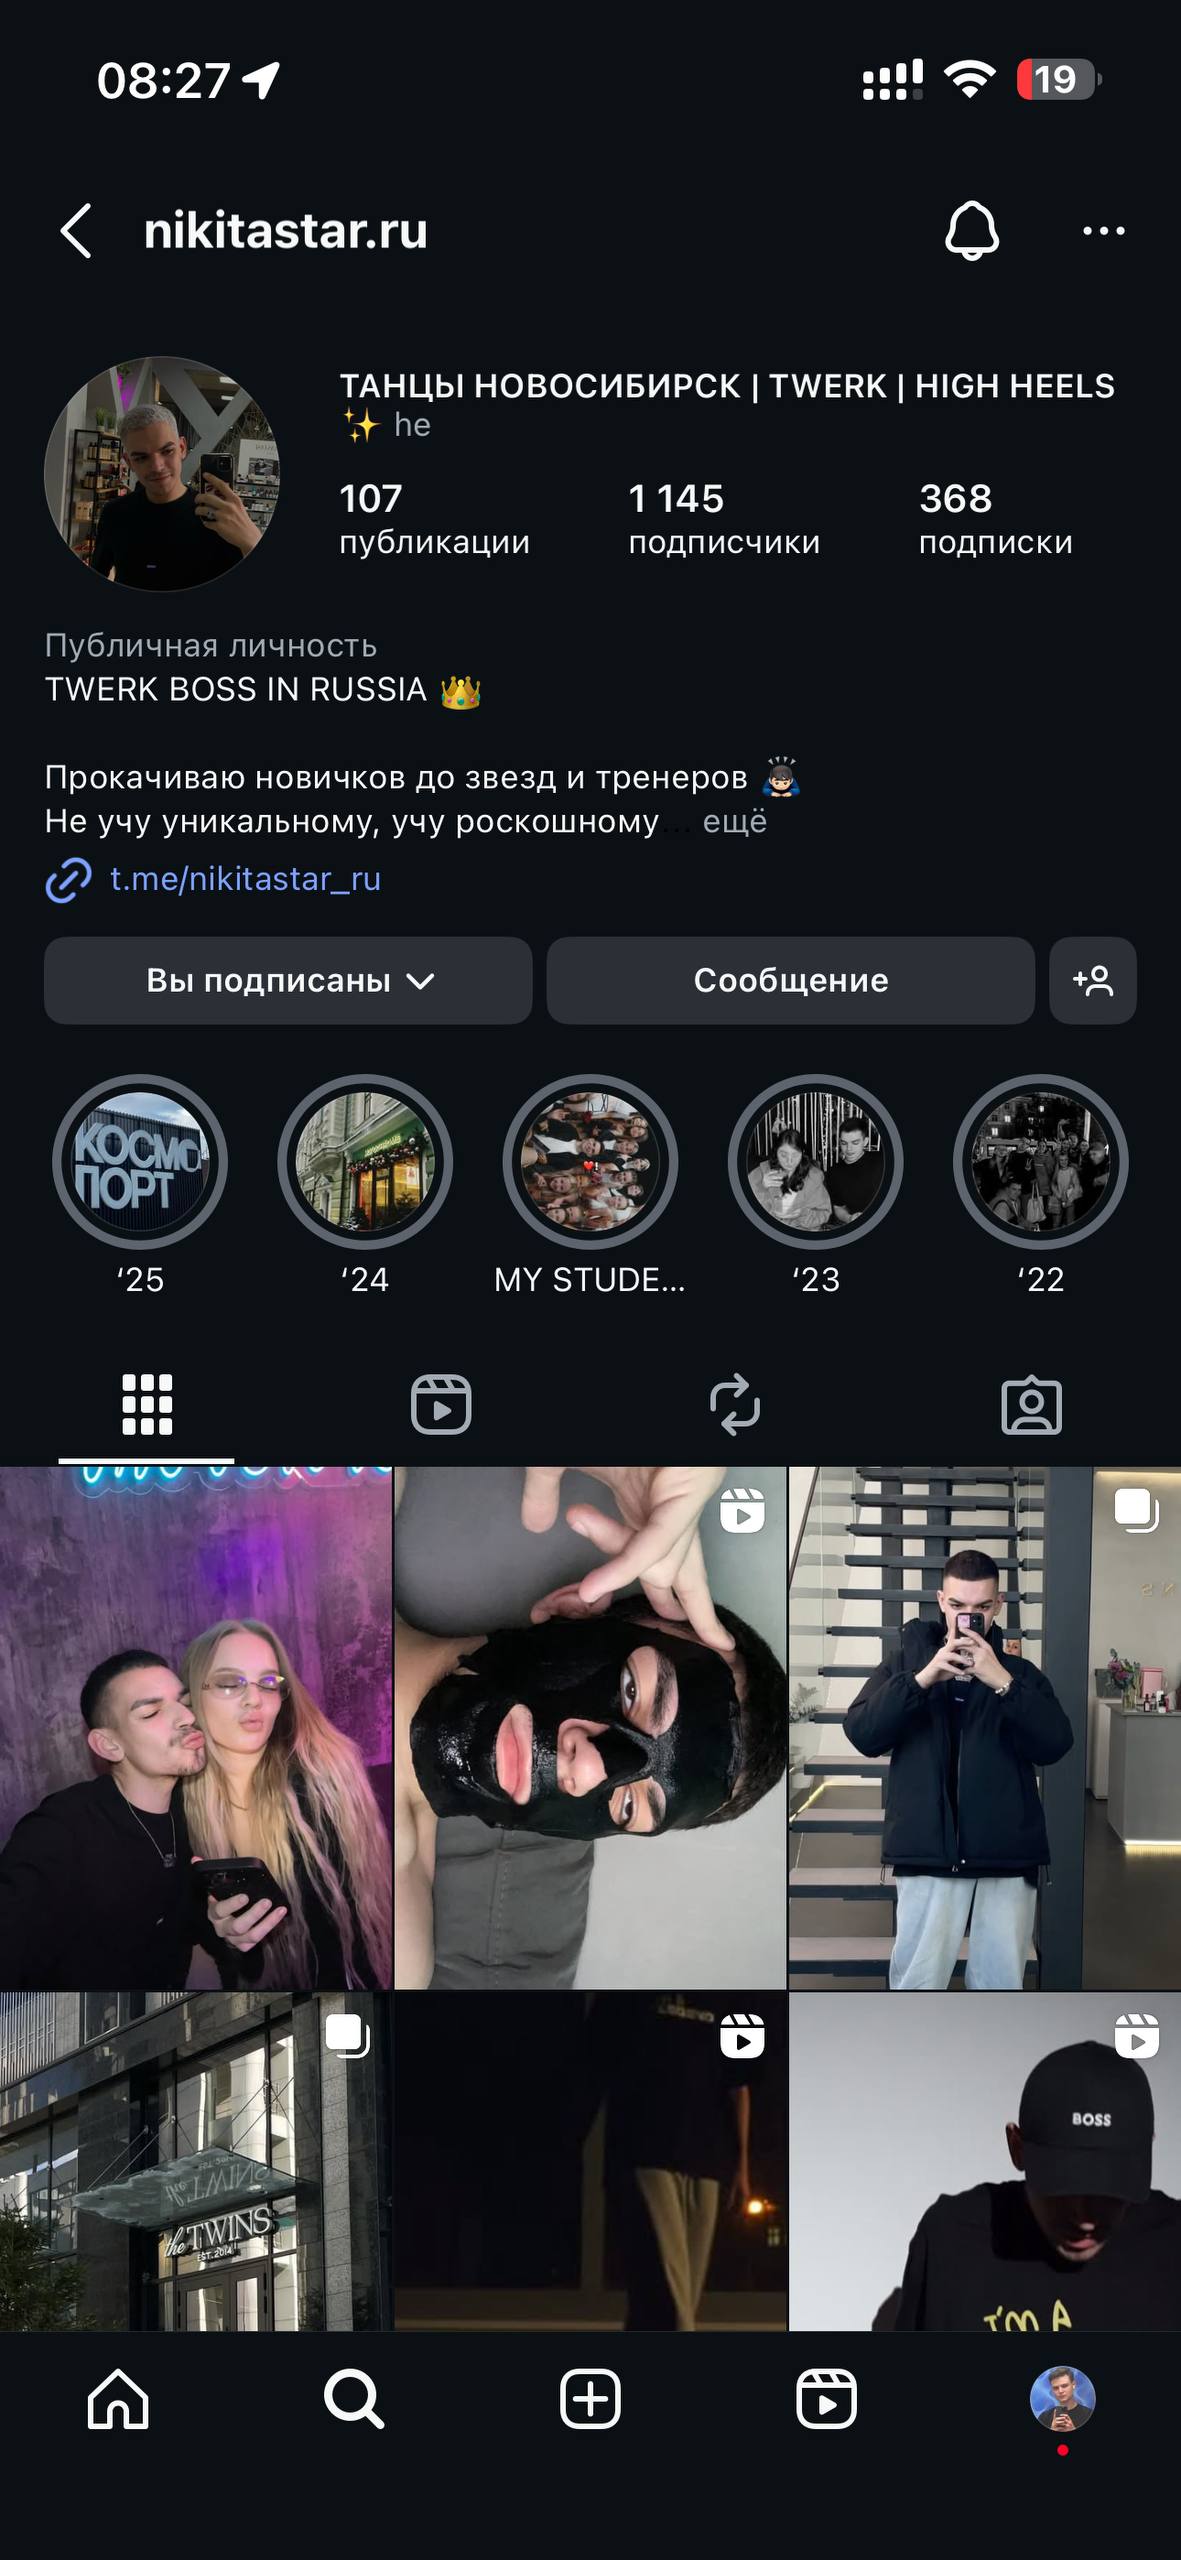 08:27
19
nikitastar.ru
ТАНЦЫ НОВОСИБИРСК | TWERK | HIGH HEELS
✨ he
107
1 145
368
публикации
подписчики
подписки
Публичная личность
TWERK BOSS IN RUSSIA 👑
Прокачиваю новичков до звезд и тренеров 🙇🏻‍♂️
Не учу уникальному, учу роскошному... ещё
t.me/nikitastar_ru
Вы подписаны
Сообщение
КОСМО
ПОРТ
‘25
‘24
MY STUDE...
‘23
‘22
the TWINS
EST.2014
BOSS
I'M A